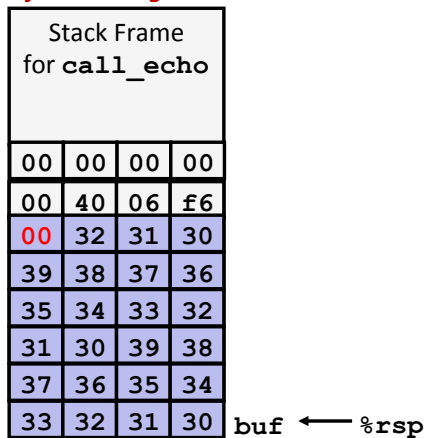 Stack Frame
for call_echo
00 00 00 00
00 40 06 f6
00 32 31 30
39 38 37 36
35 34 33 32
31 30 39 38
37 36 35 34
33 32 31 30 buf %rsp